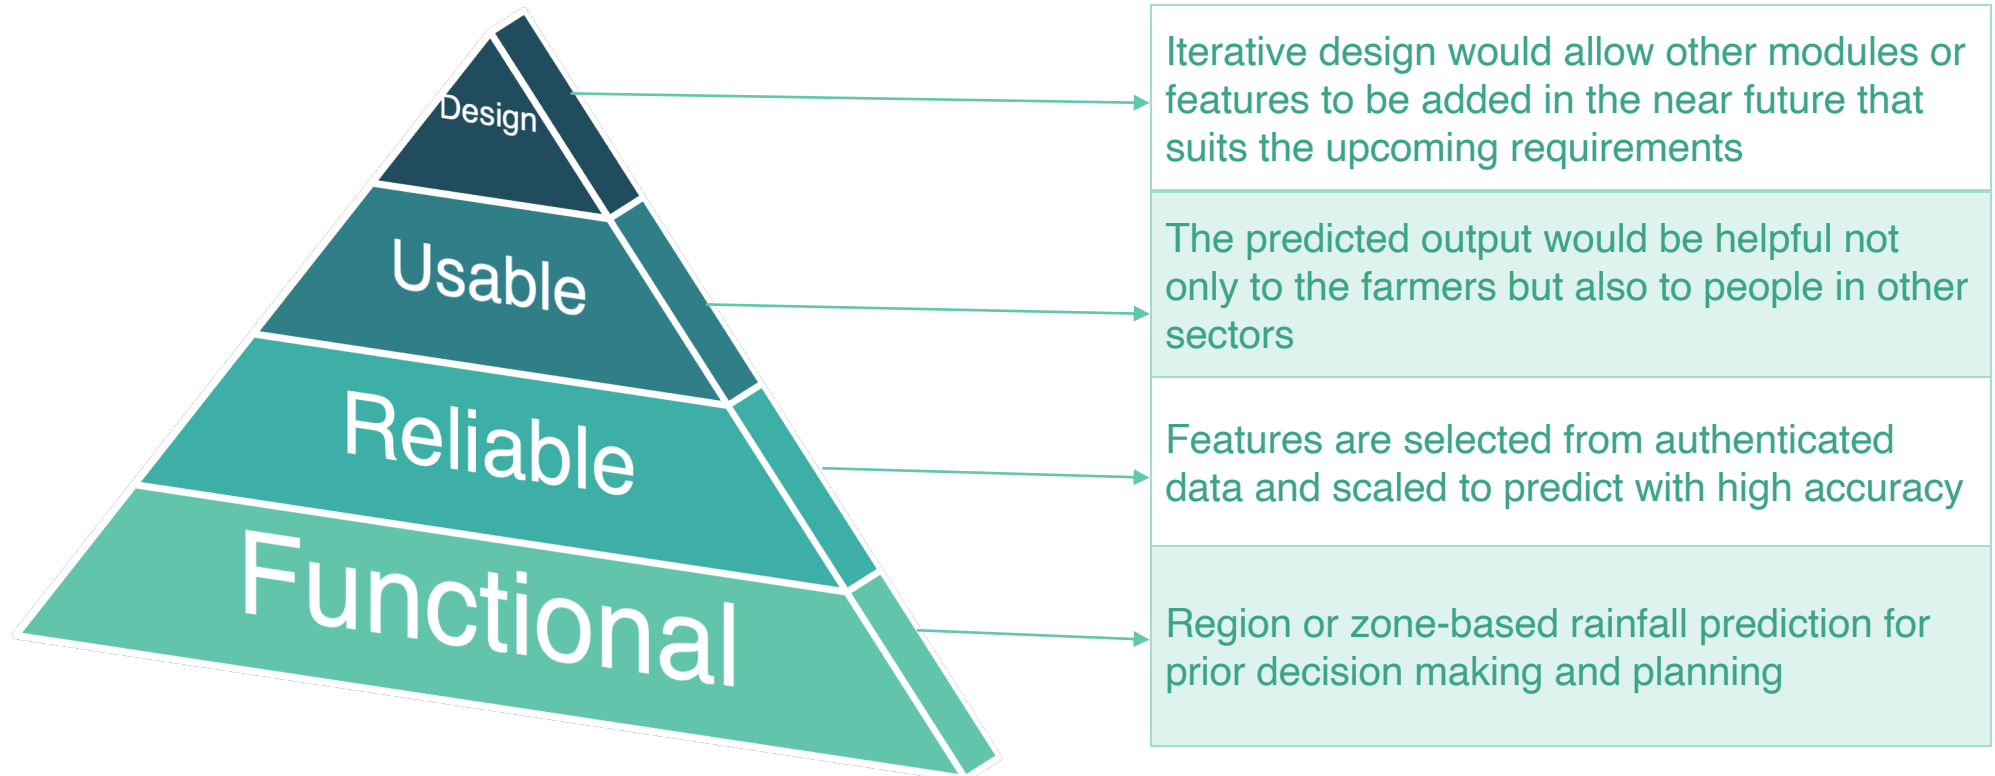 Design
Iterative design would allow other modules or
features to be added in the near future that
suits the upcoming requirements
Usable
The predicted output would be helpful not
only to the farmers but also to people in other
sectors
Reliable
Features are selected from authenticated
data and scaled to predict with high accuracy
Functional
Region or zone-based rainfall prediction for
prior decision making and planning